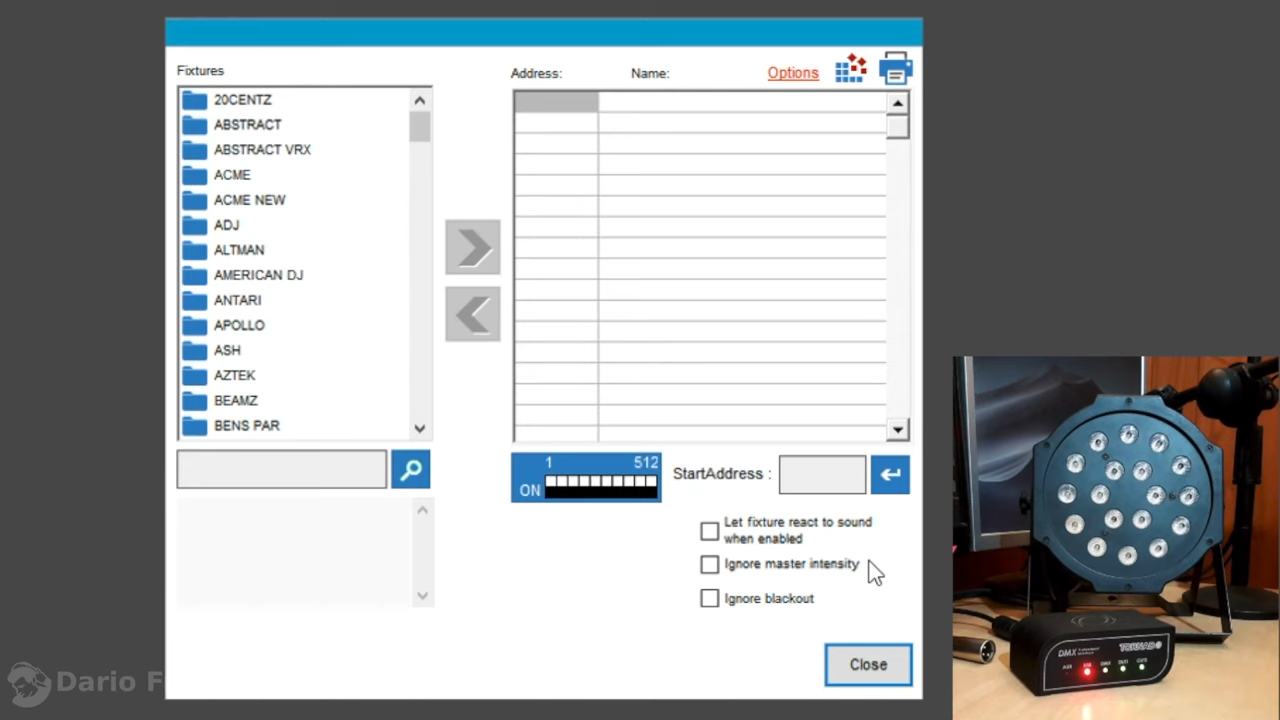 Fixtures
Address:
Name:
Options
20CENTZ
ABSTRACT
ABSTRACT VRX
ACME
ACME NEW
ADJ
ALTMAN
AMERICAN DJ
ANTARI
APOLLO
ASH
AZTEK
BEAMZ
BENS PAR
1 512
ON
StartAddress :
Let fixture react to sound
when enabled
Ignore master intensity
Ignore blackout
Close
Dario F
DMX